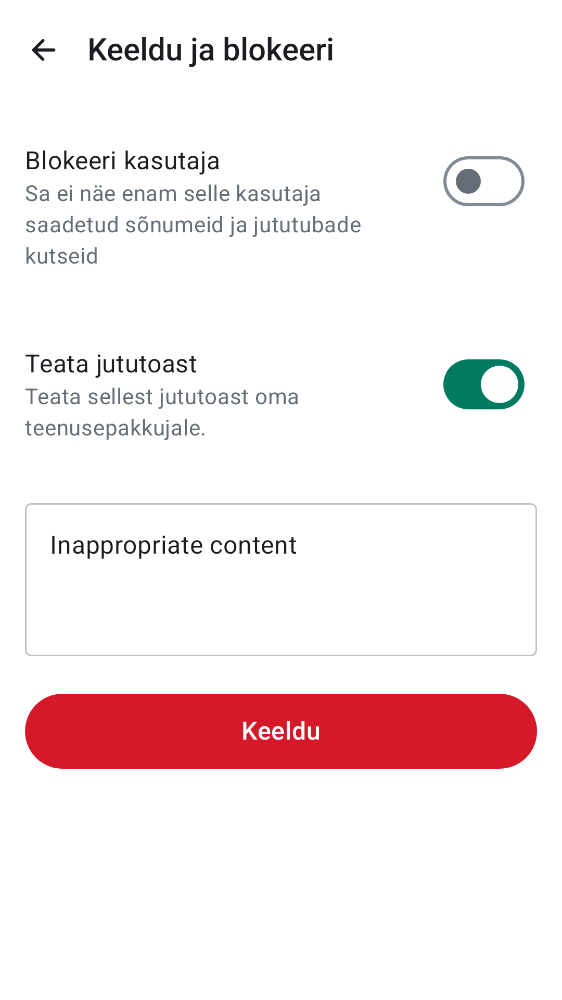 Keeldu ja blokeeri
Blokeeri kasutaja
Sa ei näe enam selle kasutaja
saadetud sõnumeid ja jututubade
kutseid
Teata jututoast
Teata sellest jututoast oma
teenusepakkujale.
Inappropriate content
Keeldu